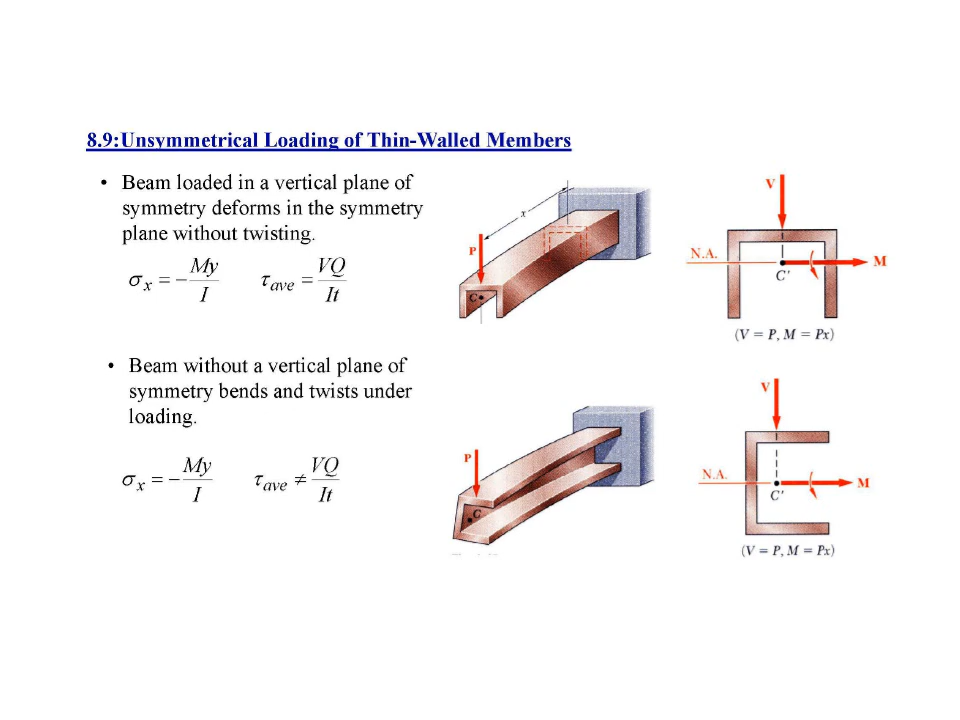 8.9:Unsymmetrical Loading of Thin-Walled Members
• Beam loaded in a vertical plane of
symmetry deforms in the symmetry
plane without twisting.
σx = − My/I    τave = VQ/It
P
x
C
V
N.A.
C'
M
(V = P, M = Px)
• Beam without a vertical plane of
symmetry bends and twists under
loading.
σx = − My/I    τave ≠ VQ/It
P
C
V
N.A.
C'
M
(V = P, M = Px)